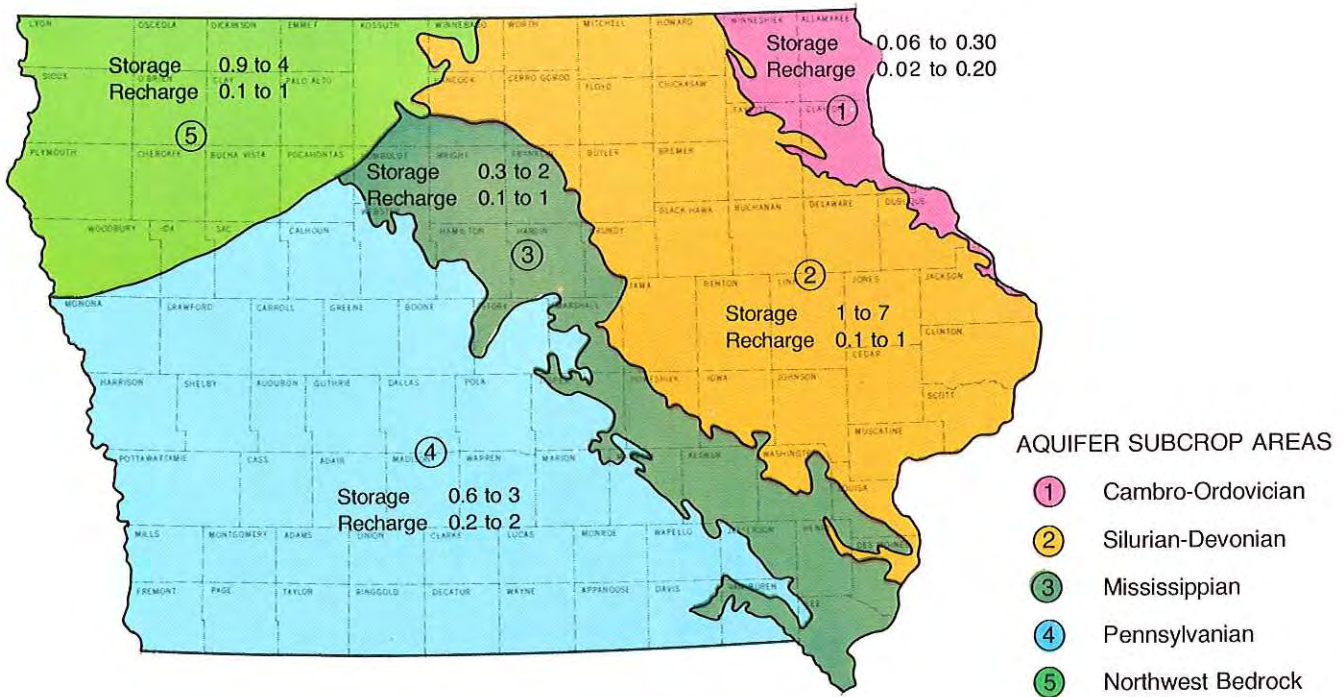 LYON OSCEOLA DICKINSON EMMET KOSSUTH WINNEBAGO WORTH MITCHELL HOWARD WINNESHIEK ALLAMAKEE
Storage 0.9 to 4
Recharge 0.1 to 1
Storage 0.06 to 0.30
Recharge 0.02 to 0.20
SIOUX O'BRIEN CLAY PALO ALTO HANCOCK CERRO GORDO FLOYD CHICKASAW
5
1
PLYMOUTH CHEROKEE BUENA VISTA POCAHONTAS HUMBOLDT WRIGHT FRANKLIN BUTLER BREMER
Storage 0.3 to 2
Recharge 0.1 to 1
BLACK HAWK BUCHANAN DELAWARE DUBUQUE
WOODBURY IDA SAC CALHOUN HAMILTON HARDIN
3
2
MONONA CRAWFORD CARROLL GREENE BOONE STORY MARSHALL TAMA BENTON JONES JACKSON
Storage 1 to 7
Recharge 0.1 to 1
CLINTON
CEDAR
HARRISON SHELBY AUDUBON GUTHRIE DALLAS POLA IOWA JOHNSON
SCOTT
MUSCATINE
4
POTTAWATTAMIE CASS ADAIR WARREN MARION WASHINGTON
Storage 0.6 to 3
Recharge 0.2 to 2
MILLS MONTGOMERY ADAMS UNION CLARKE LUCAS MONROE WAPELLO DES MOINES
FREMONT PAGE TAYLOR RINGGOLD DECATUR WAYNE APPANOOSE DAVIS
AQUIFER SUBCROP AREAS
1 Cambro-Ordovician
2 Silurian-Devonian
3 Mississippian
4 Pennsylvanian
5 Northwest Bedrock